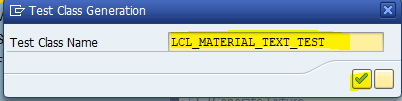 Test Class Generation
Test Class Name LCL_MATERIAL_TEXT_TEST